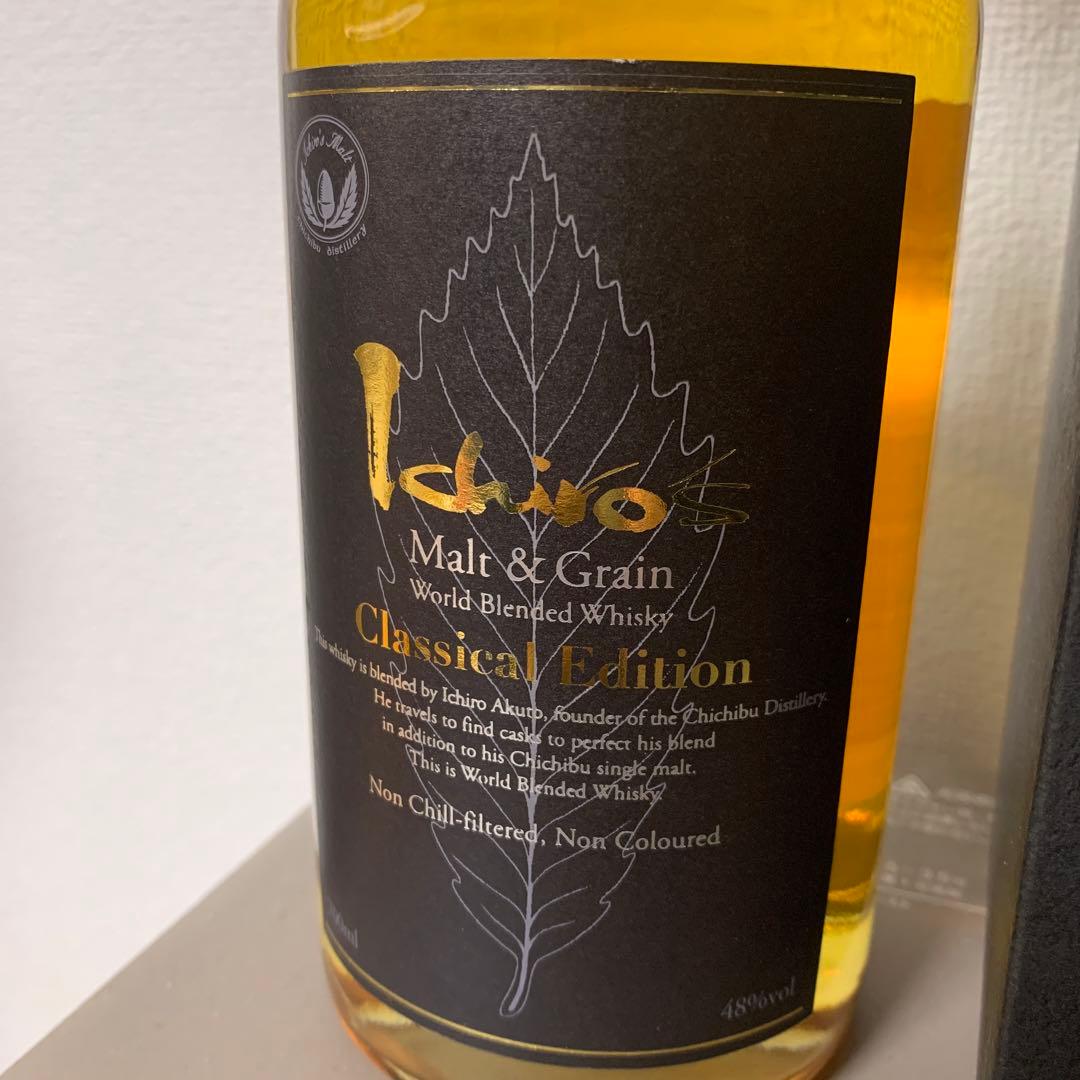 Ichiro's Malt
Chichibu distillery
Ichiro's
Malt & Grain
World Blended Whisky
Classical Edition
This whisky is blended by Ichiro Akuto, founder of the Chichibu Distillery.
He travels to find casks to perfect his blend
in addition to his Chichibu single malt.
This is World Blended Whisky.
Non Chill-filtered, Non Coloured
48%vol